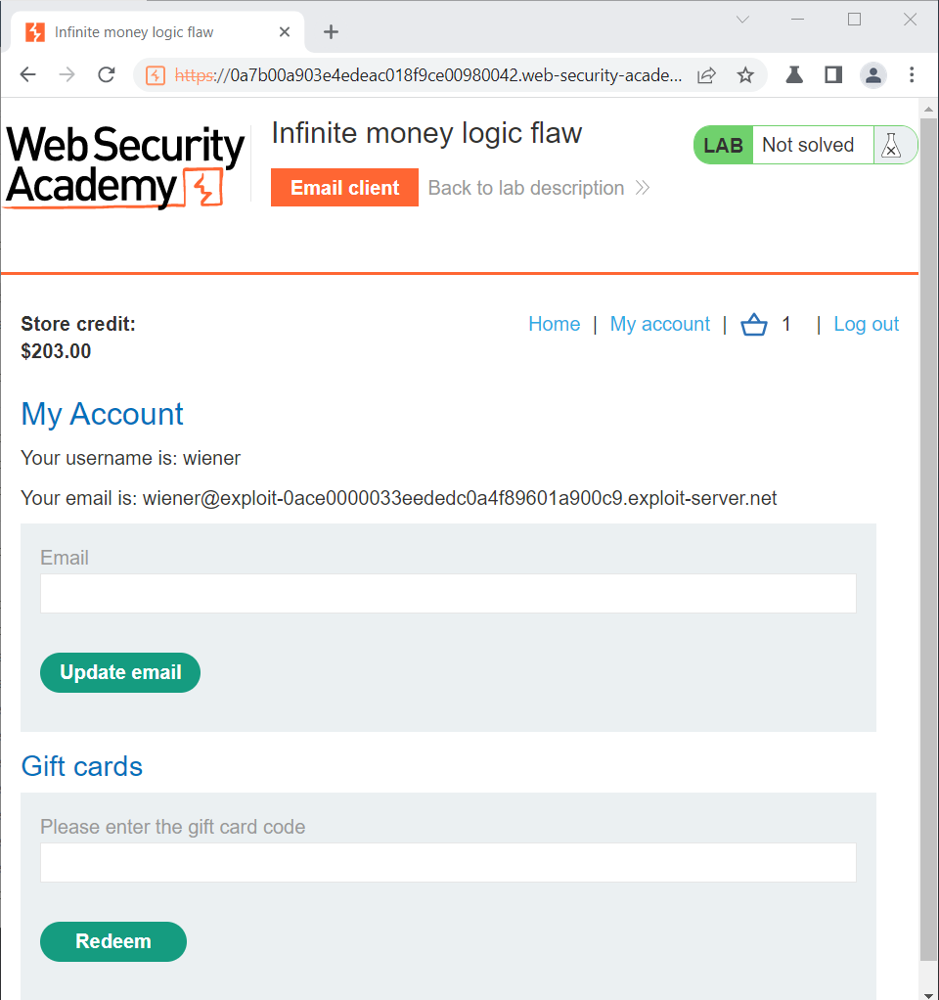 Infinite money logic flaw
https://0a7b00a903e4edeac018f9ce00980042.web-security-acade...
Web Security
Academy
Infinite money logic flaw
LAB Not solved
Email client Back to lab description
Store credit:
$203.00
Home | My account | 1 | Log out
My Account
Your username is: wiener
Your email is: wiener@exploit-0ace0000033eededc0a4f89601a900c9.exploit-server.net
Email
Update email
Gift cards
Please enter the gift card code
Redeem